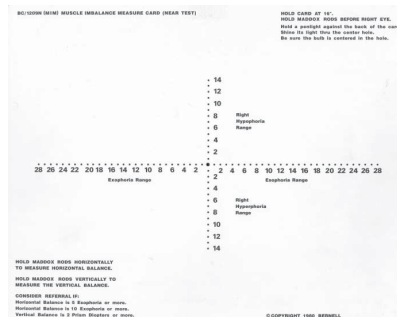 BC/1209N (MIM) MUSCLE IMBALANCE MEASURE CARD (NEAR TEST)
HOLD CARD AT 16".
HOLD MADDOX RODS BEFORE RIGHT EYE.
Hold a penlight against the back of the car
Shine its light thru the center hole.
Be sure the bulb is centered in the hole.
14
12
10
8 Right
Hypophoria
6 Range
4
2
28 26 24 22 20 18 16 14 12 10 8 6 4 2 2 4 6 8 10 12 14 16 18 20 22 24 26 28
Exophoria Range Esophoria Range
2
4
6 Right
Hyperphoria
8 Range
10
12
14
HOLD MADDOX RODS HORIZONTALLY
TO MEASURE HORIZONTAL BALANCE.
HOLD MADDOX RODS VERTICALLY TO
MEASURE THE VERTICAL BALANCE.
CONSIDER REFERRAL IF:
Horizontal Balance is 5 Esophoria or more.
Horizontal Balance is 10 Exophoria or more.
Vertical Balance is 2 Prism Diopters or more.
© COPYRIGHT 1980 BERNELL